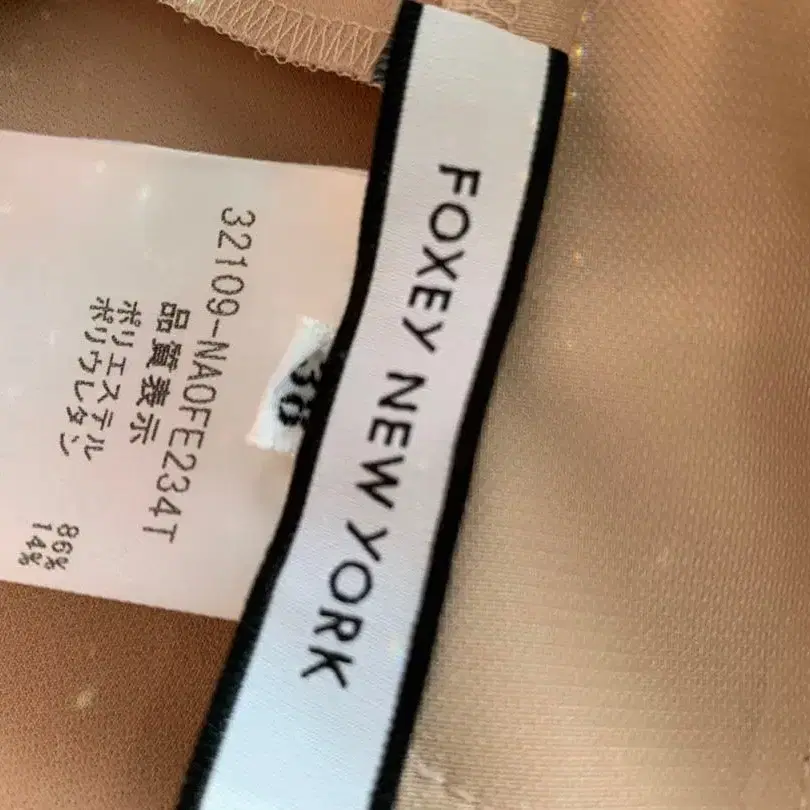 FOXEY NEW YORK
38
32109-NA0FE234T
品質表示
ポリエステル 86%
ポリウレタン 14%